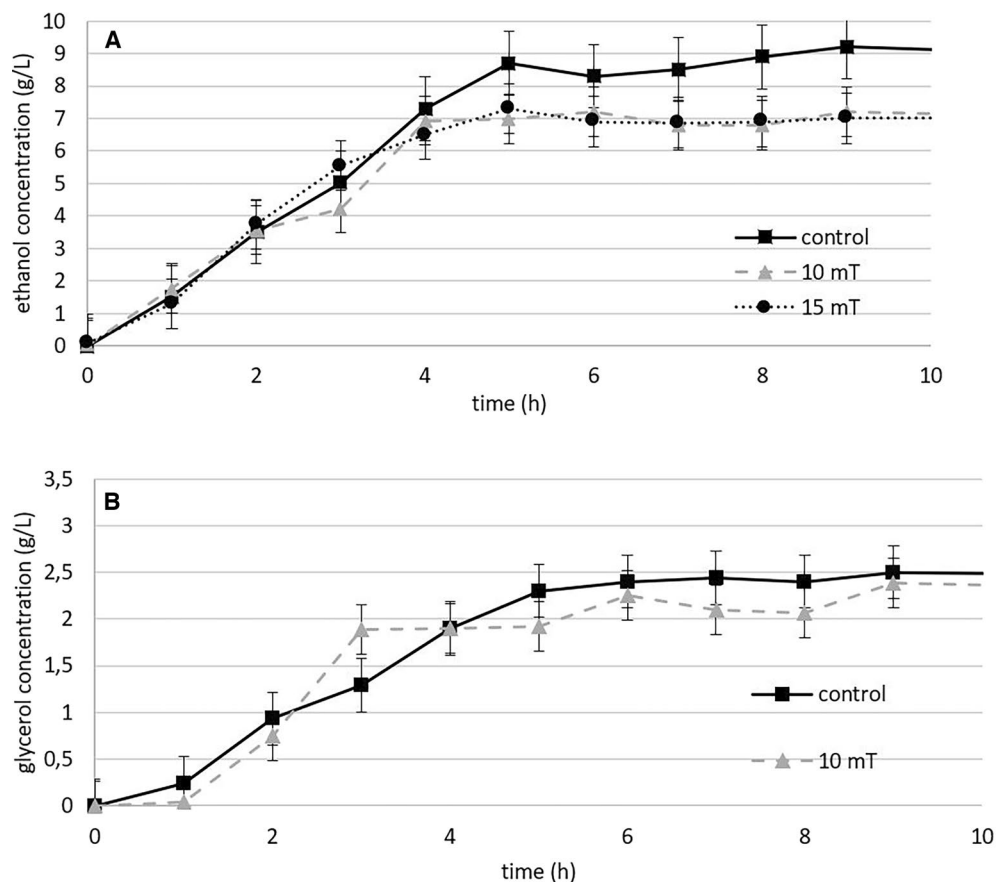 A
ethanol concentration (g/L)
10
9
8
7
6
5
4
3
2
1
0
control
10 mT
15 mT
0 2 4 6 8 10
time (h)
B
glycerol concentration (g/L)
3,5
3
2,5
2
1,5
1
0,5
0
control
10 mT
0 2 4 6 8 10
time (h)